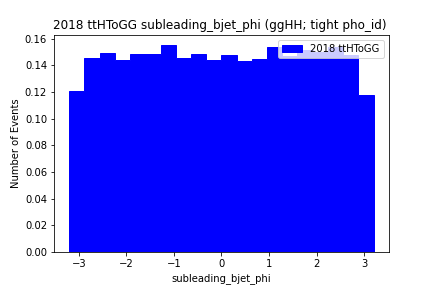 2018 ttHToGG subleading_bjet_phi (ggHH; tight pho_id)
2018 ttHToGG
Number of Events
0.16
0.14
0.12
0.10
0.08
0.06
0.04
0.02
0.00
−3 −2 −1 0 1 2 3
subleading_bjet_phi